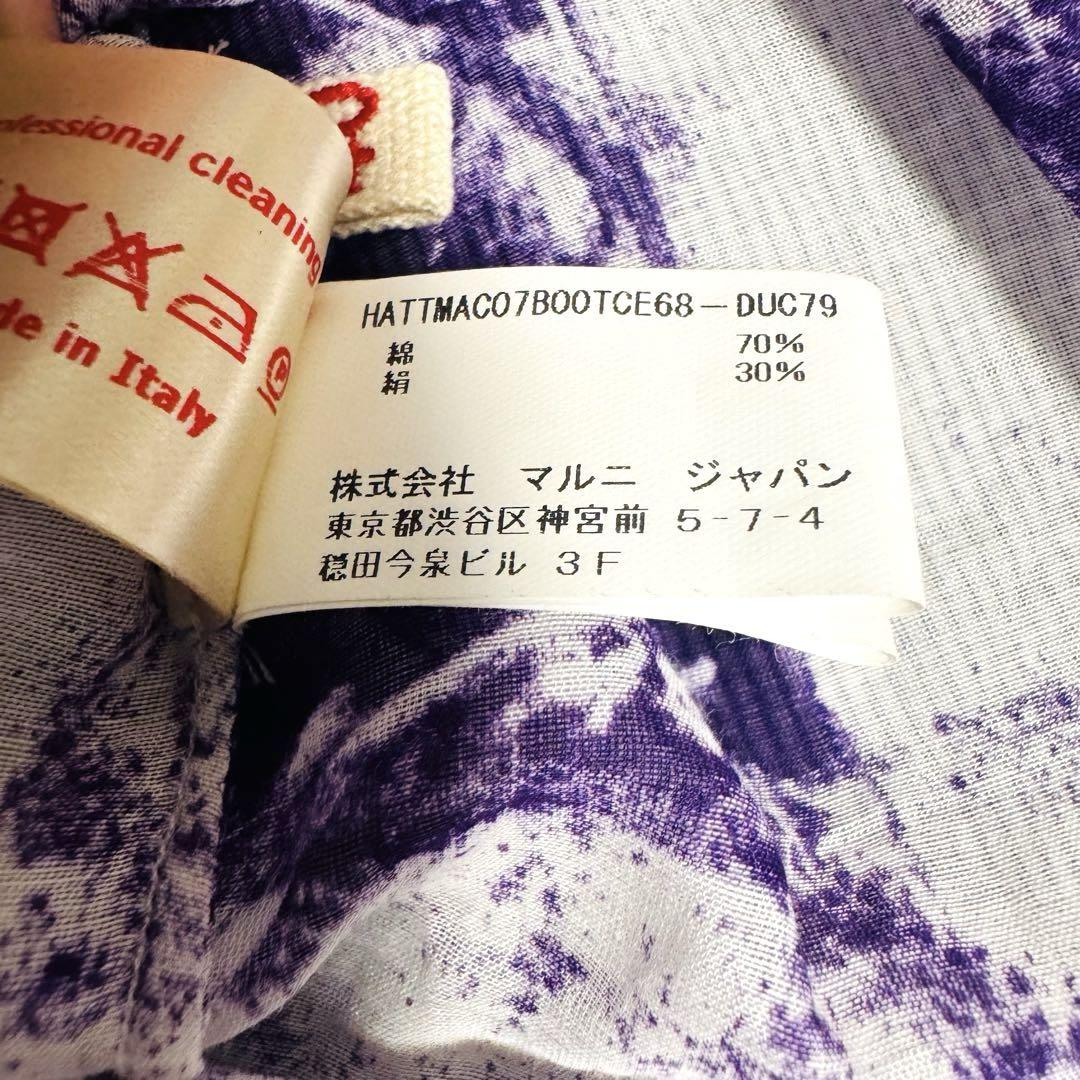 professional cleaning
in Italy
HATTMAC07B00TCE68-DUC79
綿 70%
絹 30%
株式会社 マルニ ジャパン
東京都渋谷区神宮前 5-7-4
穏田今泉ビル 3F